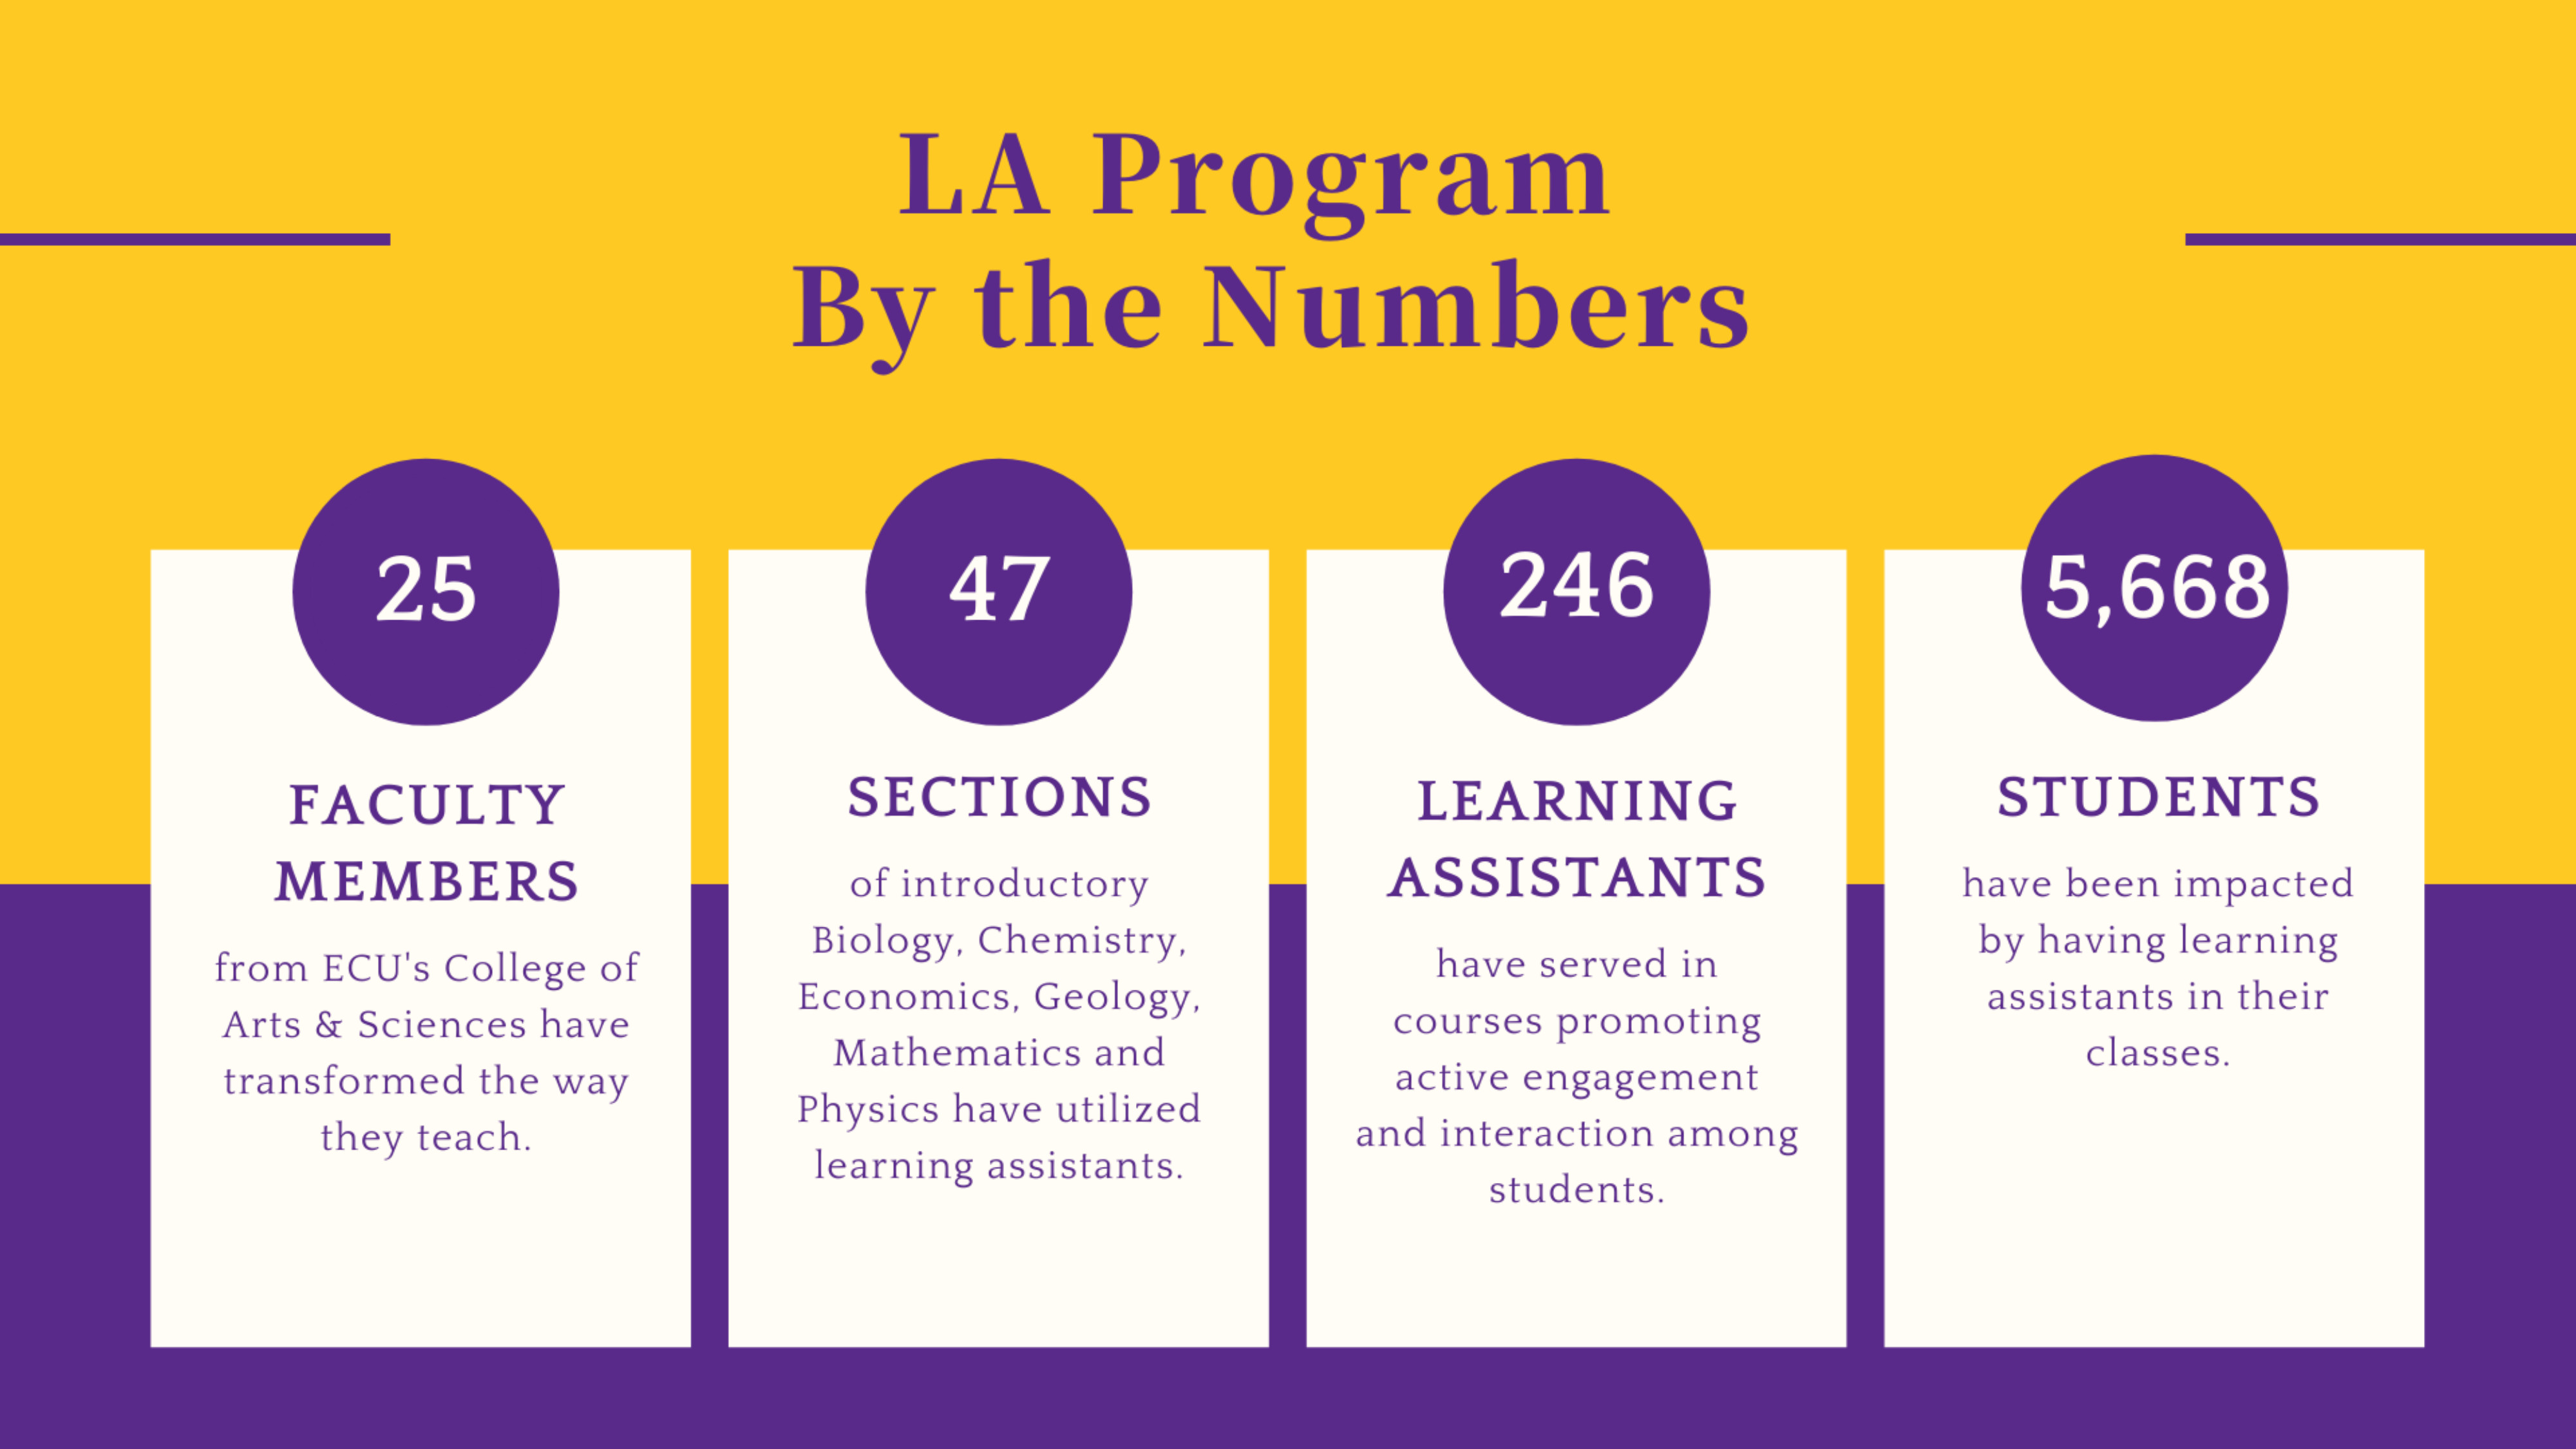 LA Program
By the Numbers
25
FACULTY
MEMBERS
from ECU's College of
Arts & Sciences have
transformed the way
they teach.
47
SECTIONS
of introductory
Biology, Chemistry,
Economics, Geology,
Mathematics and
Physics have utilized
learning assistants.
246
LEARNING
ASSISTANTS
have served in
courses promoting
active engagement
and interaction among
students.
5,668
STUDENTS
have been impacted
by having learning
assistants in their
classes.